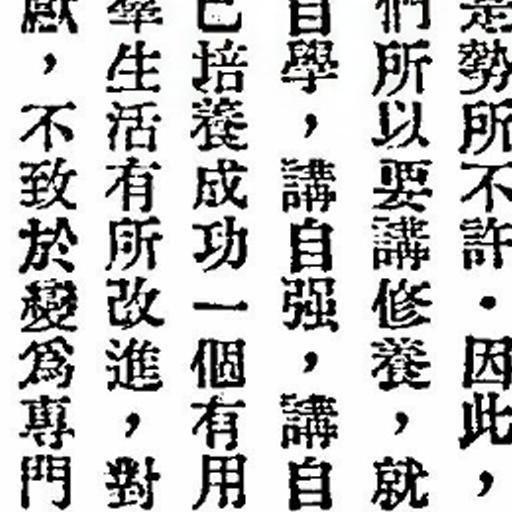 是勢所不許．因此，
們所以要講修養，就
自學，講自强，講自
己培養成功一個有用
羣生活有所改進，對
獻，不致於變爲專門